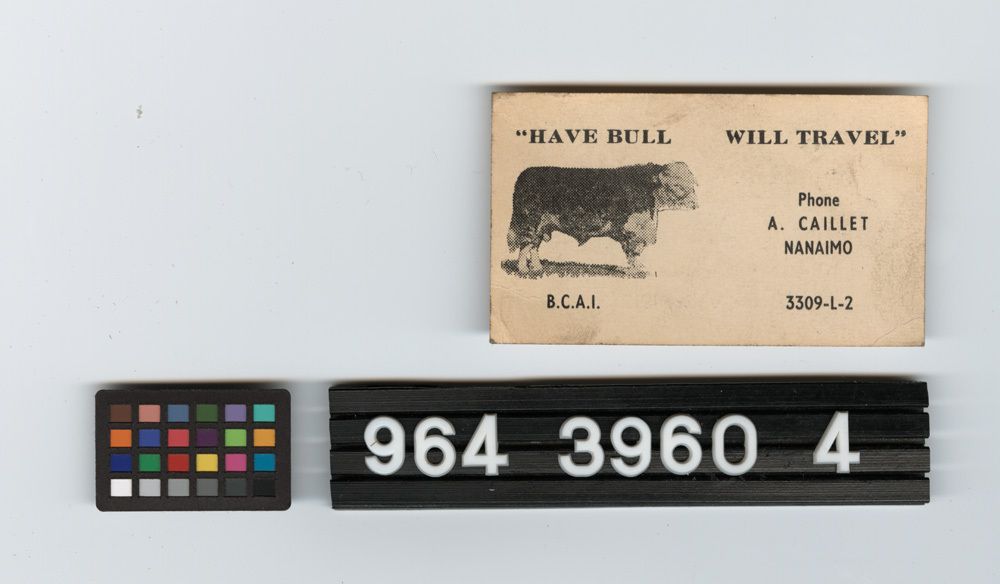 "HAVE BULL WILL TRAVEL"
Phone
A. CAILLET
NANAIMO
B.C.A.I. 3309-L-2
964 3960 4